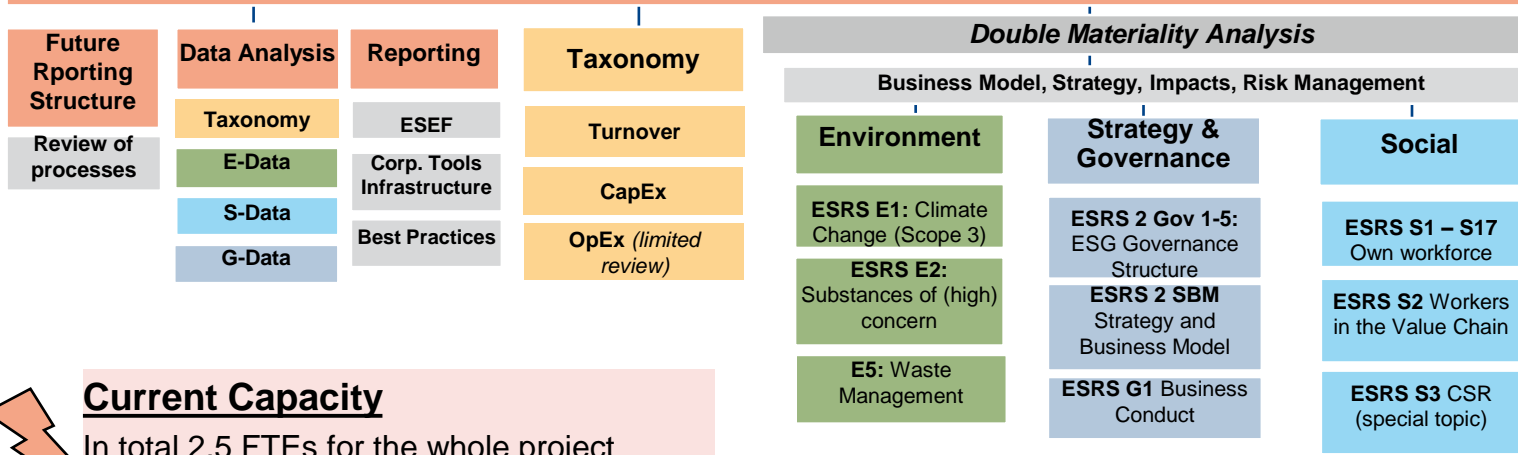 Future
Rporting
Structure
Review of
processes
Data Analysis
Taxonomy
E-Data
S-Data
G-Data
Reporting
ESEF
Corp. Tools
Infrastructure
Best Practices
Taxonomy
Turnover
CapEx
OpEx (limited
review)
Double Materiality Analysis
Business Model, Strategy, Impacts, Risk Management
Environment
ESRS E1: Climate
Change (Scope 3)
ESRS E2:
Substances of (high)
concern
E5: Waste
Management
Strategy &
Governance
ESRS 2 Gov 1-5:
ESG Governance
Structure
ESRS 2 SBM
Strategy and
Business Model
ESRS G1 Business
Conduct
Social
ESRS S1 – S17
Own workforce
ESRS S2 Workers
in the Value Chain
ESRS S3 CSR
(special topic)
Current Capacity
In total 2,5 FTEs for the whole project